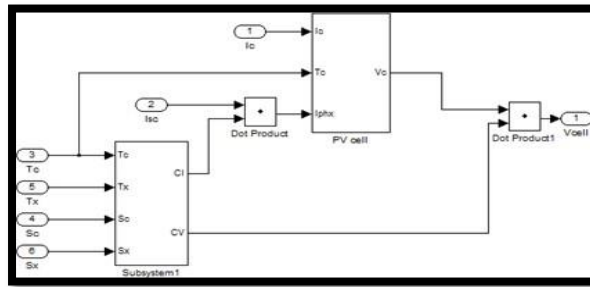 1
Ic
Ic
Tc
Vc
Iphx
PV cell
2
Isc
Dot Product
Dot Product1
1
Vcell
3
Tc
5
Tx
4
Sc
6
Sx
Tc
Tx
Sc
Sx
CI
CV
Subsystem1